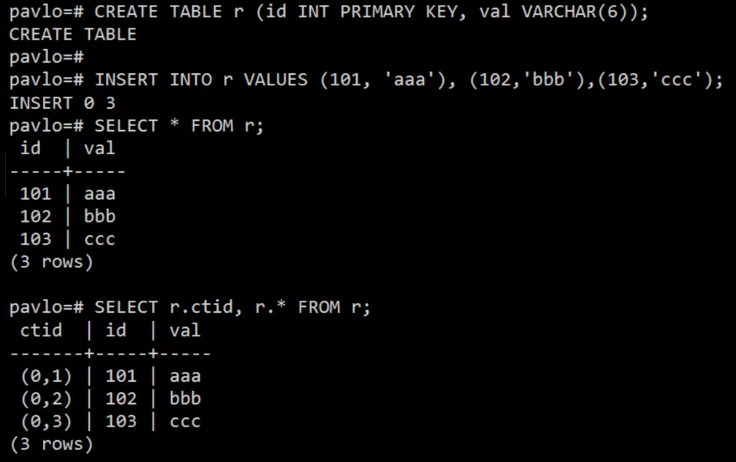 pavlo=# CREATE TABLE r (id INT PRIMARY KEY, val VARCHAR(6));
CREATE TABLE
pavlo=#
pavlo=# INSERT INTO r VALUES (101, 'aaa'), (102,'bbb'),(103,'ccc');
INSERT 0 3
pavlo=# SELECT * FROM r;
 id  | val
-----+-----
 101 | aaa
 102 | bbb
 103 | ccc
(3 rows)

pavlo=# SELECT r.ctid, r.* FROM r;
 ctid  | id  | val
-------+-----+-----
 (0,1) | 101 | aaa
 (0,2) | 102 | bbb
 (0,3) | 103 | ccc
(3 rows)